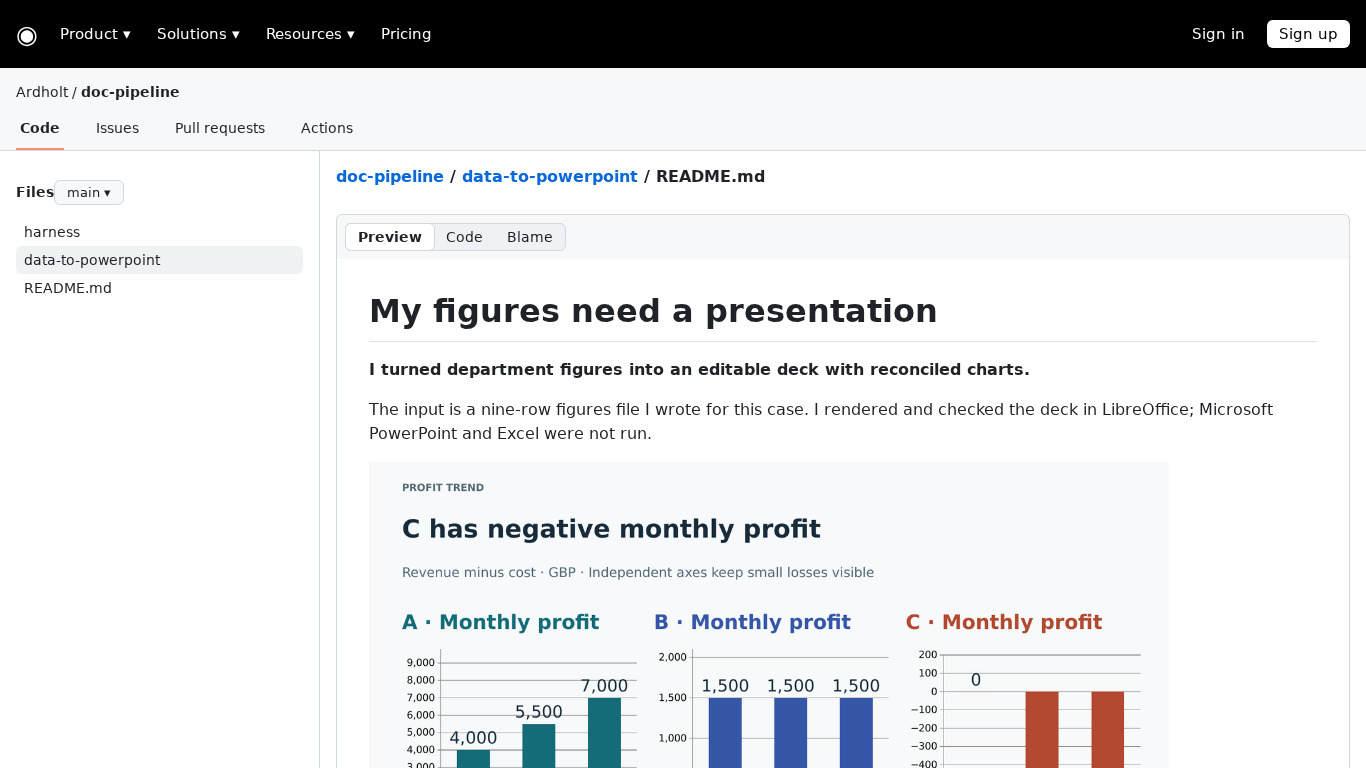 Product ▾ Solutions ▾ Resources ▾ Pricing Sign in Sign up
Ardholt / doc-pipeline
Code Issues Pull requests Actions
Files main ▾
harness
data-to-powerpoint
README.md
doc-pipeline / data-to-powerpoint / README.md
Preview Code Blame
My figures need a presentation
I turned department figures into an editable deck with reconciled charts.
The input is a nine-row figures file I wrote for this case. I rendered and checked the deck in LibreOffice; Microsoft
PowerPoint and Excel were not run.
PROFIT TREND
C has negative monthly profit
Revenue minus cost · GBP · Independent axes keep small losses visible
A · Monthly profit
9,000
8,000
7,000
6,000
5,000
4,000
3,000
4,000 5,500 7,000
B · Monthly profit
2,000
1,500
1,000
1,500 1,500 1,500
C · Monthly profit
200
100
0
−100
−200
−300
−400
0